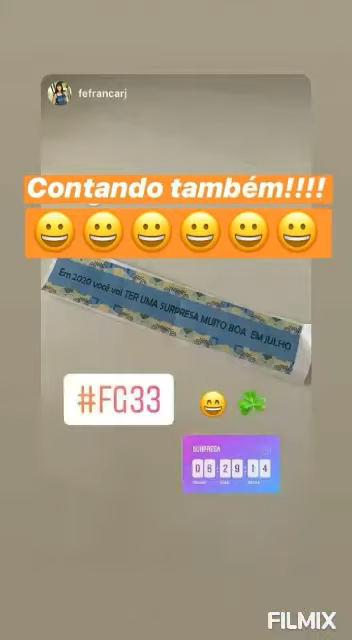 fefrancarj
Contando também!!!!
Em 2020 você vai TER UMA SURPRESA MUITO BOA EM JULHO
#FG33
SURPRESA
06 29 14
FILMIX